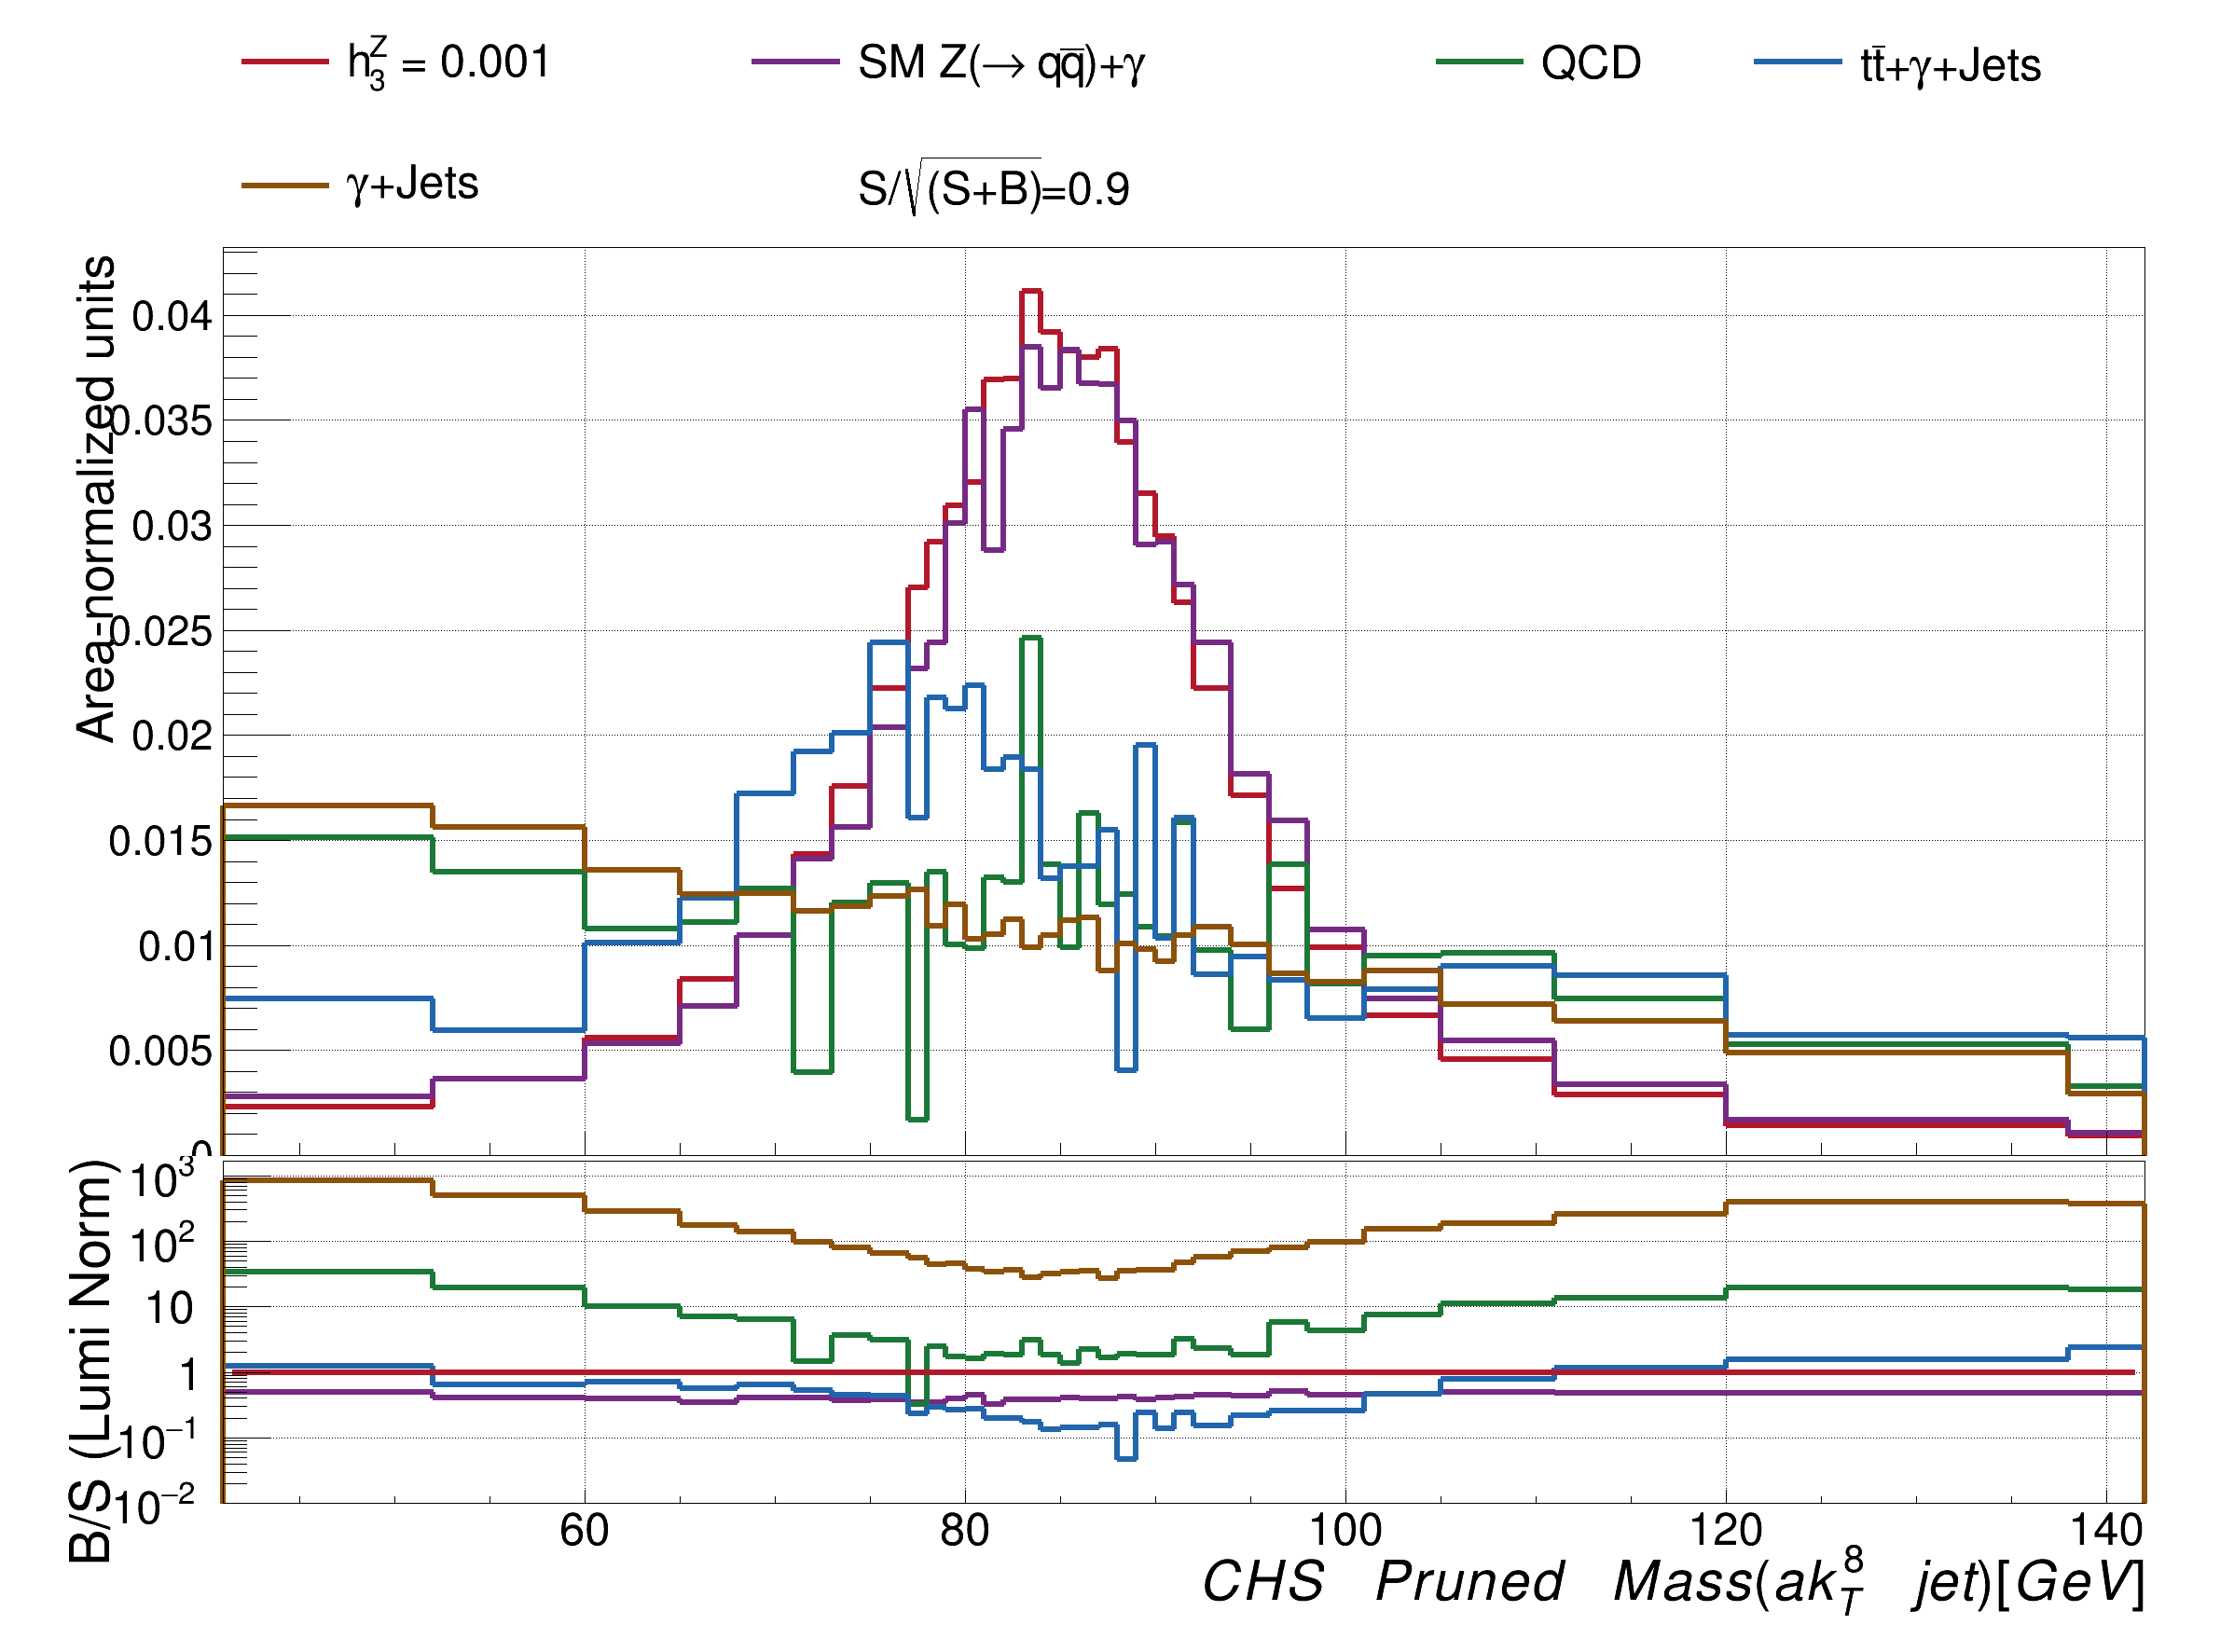 h₃ᶻ = 0.001 SM Z(→ qq̅)+γ QCD tt̅+γ+Jets
γ+Jets S/√(S+B)=0.9
Area-normalized units
0.04
0.035
0.03
0.025
0.02
0.015
0.01
0.005
0
B/S (Lumi Norm)
10³
10²
10
1
10⁻¹
10⁻²
60 80 100 120 140
CHS Pruned Mass(ak_T^8 jet)[GeV]